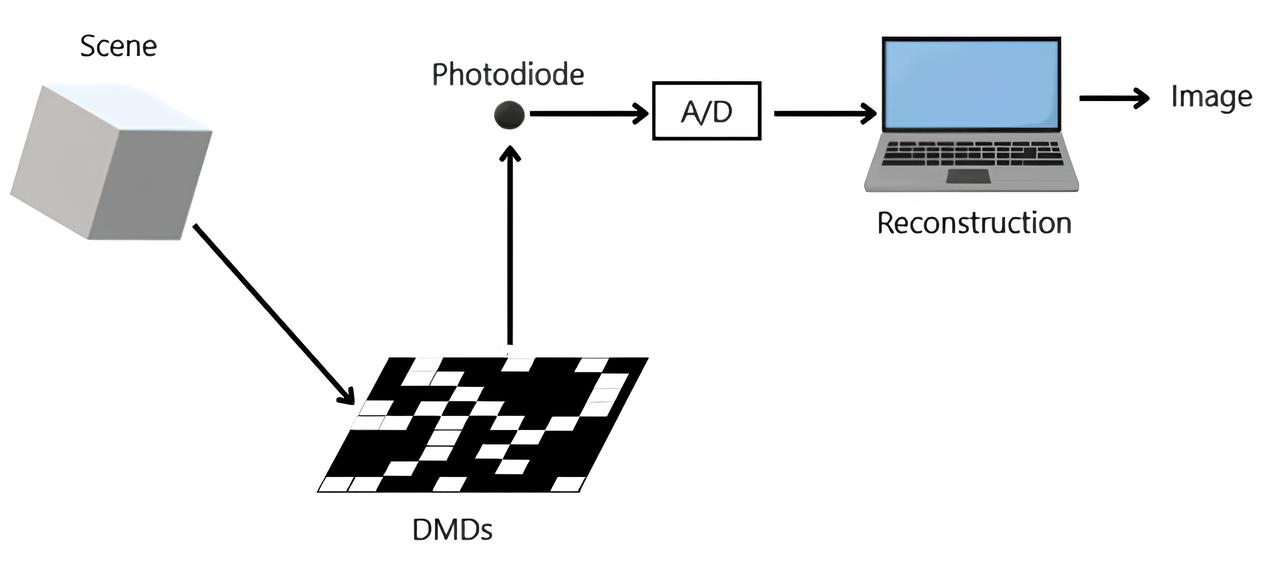 Scene
Photodiode
A/D
Image
Reconstruction
DMDs